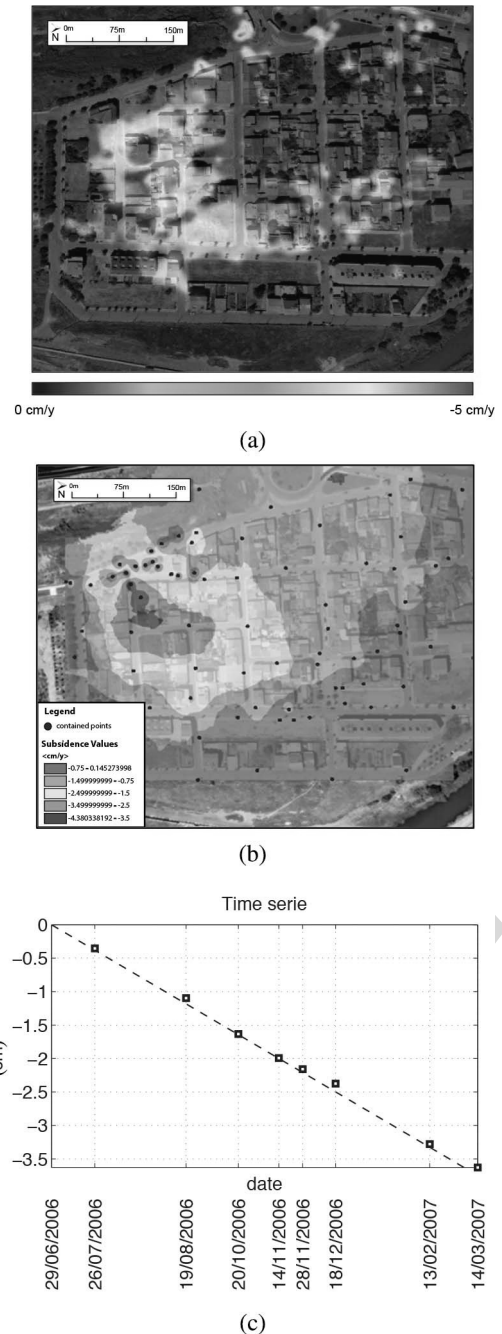 N 0m 75m 150m
0 cm/y -5 cm/y
(a)
N 0m 75m 150m
Legend
contained points
Subsidence Values
<cm/y>
-0.75 - 0.145273998
-1.499999999 - -0.75
-2.499999999 - -1.5
-3.499999999 - -2.5
-4.380338192 - -3.5
(b)
Time serie
0
−0.5
−1
−1.5
−2
−2.5
−3
−3.5
(cm)
date
29/06/2006
26/07/2006
19/08/2006
20/10/2006
14/11/2006
28/11/2006
18/12/2006
13/02/2007
14/03/2007
(c)